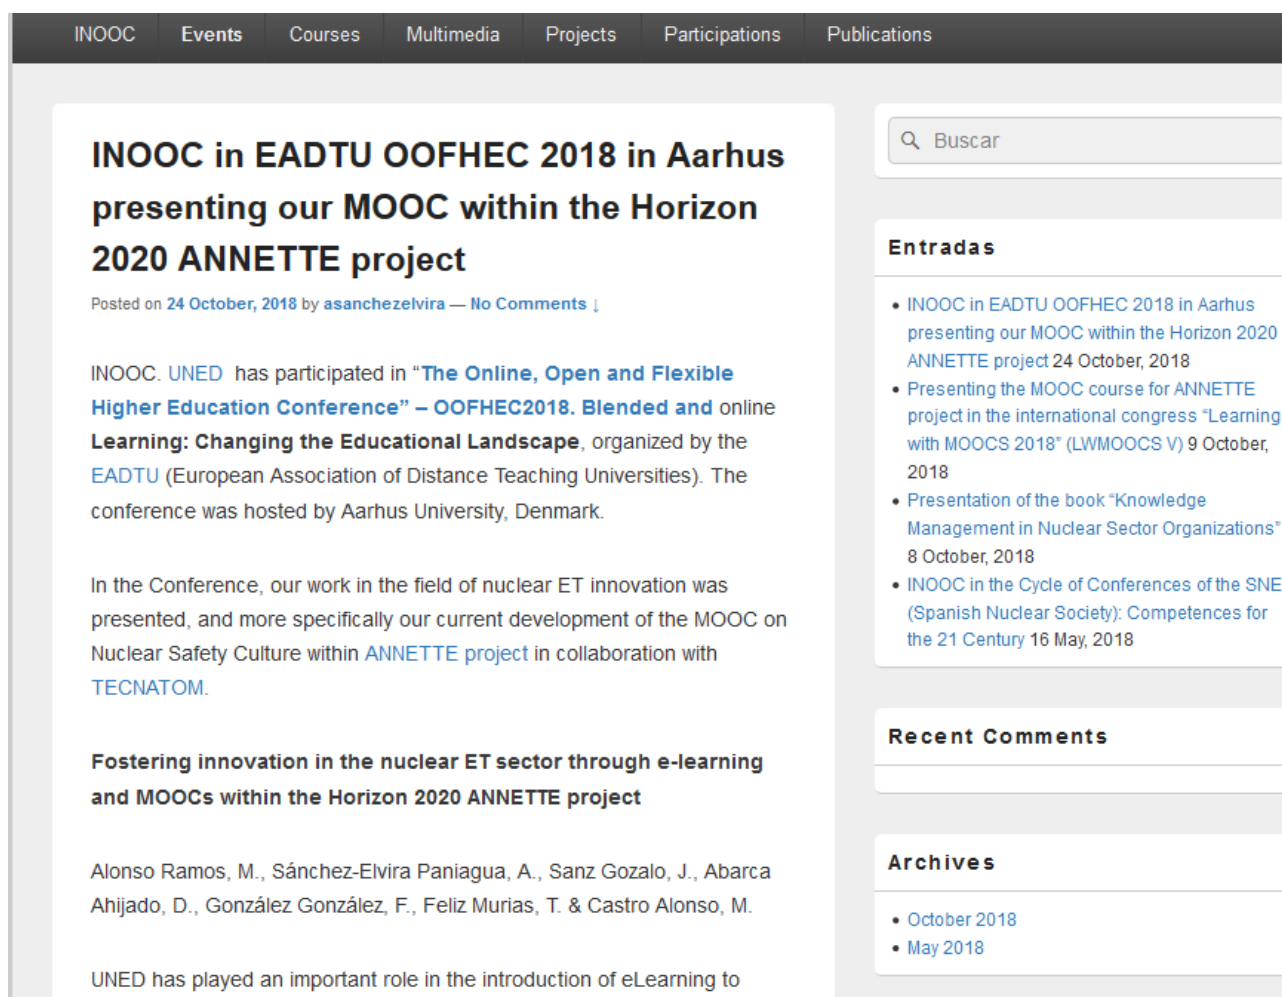 INOOC Events Courses Multimedia Projects Participations Publications
INOOC in EADTU OOFHEC 2018 in Aarhus
presenting our MOOC within the Horizon
2020 ANNETTE project
Posted on 24 October, 2018 by asanchezelvira — No Comments ↓
INOOC. UNED has participated in “The Online, Open and Flexible
Higher Education Conference” – OOFHEC2018. Blended and online
Learning: Changing the Educational Landscape, organized by the
EADTU (European Association of Distance Teaching Universities). The
conference was hosted by Aarhus University, Denmark.
In the Conference, our work in the field of nuclear ET innovation was
presented, and more specifically our current development of the MOOC on
Nuclear Safety Culture within ANNETTE project in collaboration with
TECNATOM.
Fostering innovation in the nuclear ET sector through e-learning
and MOOCs within the Horizon 2020 ANNETTE project
Alonso Ramos, M., Sánchez-Elvira Paniagua, A., Sanz Gozalo, J., Abarca
Ahijado, D., González González, F., Feliz Murias, T. & Castro Alonso, M.
UNED has played an important role in the introduction of eLearning to
Buscar
Entradas
INOOC in EADTU OOFHEC 2018 in Aarhus
presenting our MOOC within the Horizon 2020
ANNETTE project 24 October, 2018
Presenting the MOOC course for ANNETTE
project in the international congress “Learning
with MOOCS 2018” (LWMOOCS V) 9 October,
2018
Presentation of the book “Knowledge
Management in Nuclear Sector Organizations”
8 October, 2018
INOOC in the Cycle of Conferences of the SNE
(Spanish Nuclear Society): Competences for
the 21 Century 16 May, 2018
Recent Comments
Archives
October 2018
May 2018